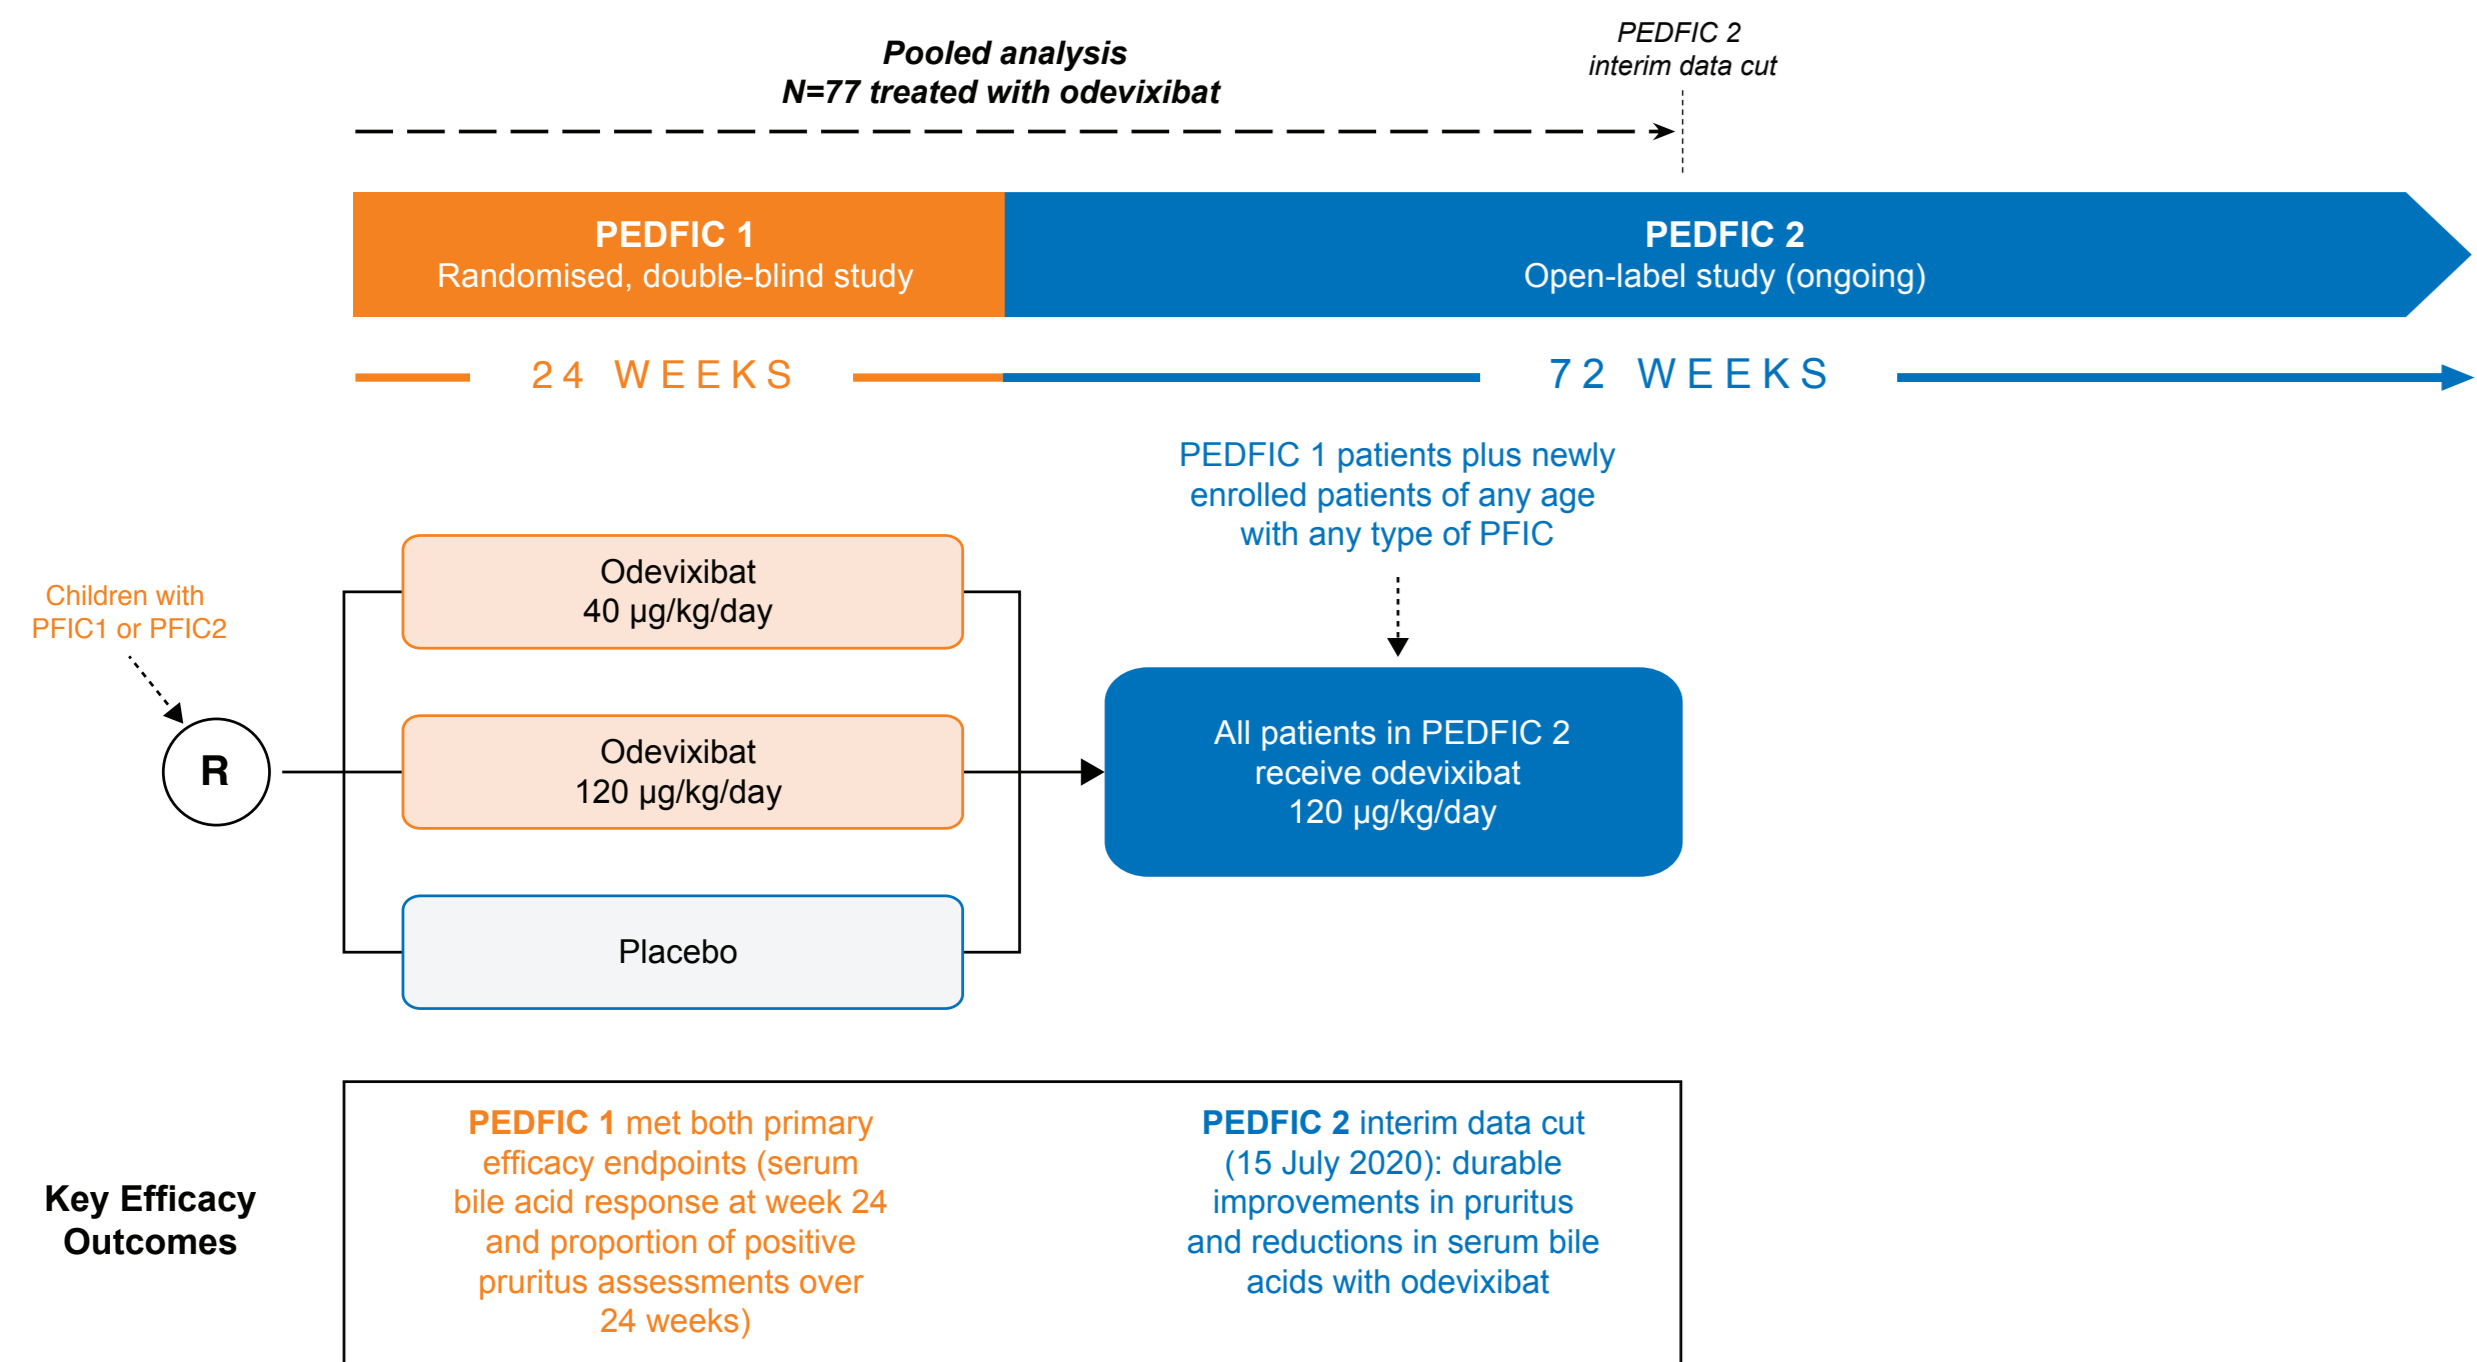 Pooled analysis
N=77 treated with odevixibat
PEDFIC 2
interim data cut
PEDFIC 1
Randomised, double-blind study
PEDFIC 2
Open-label study (ongoing)
24 WEEKS
72 WEEKS
PEDFIC 1 patients plus newly
enrolled patients of any age
with any type of PFIC
Children with
PFIC1 or PFIC2
R
Odevixibat
40 µg/kg/day
Odevixibat
120 µg/kg/day
Placebo
All patients in PEDFIC 2
receive odevixibat
120 µg/kg/day
Key Efficacy
Outcomes
PEDFIC 1 met both primary
efficacy endpoints (serum
bile acid response at week 24
and proportion of positive
pruritus assessments over
24 weeks)
PEDFIC 2 interim data cut
(15 July 2020): durable
improvements in pruritus
and reductions in serum bile
acids with odevixibat